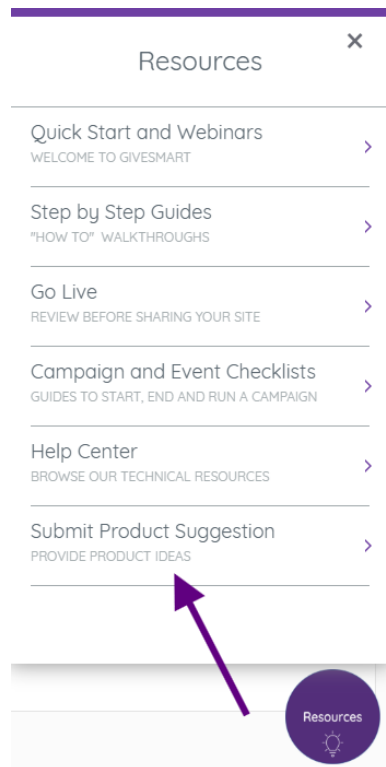 Resources
Quick Start and Webinars
WELCOME TO GIVESMART
Step by Step Guides
"HOW TO" WALKTHROUGHS
Go Live
REVIEW BEFORE SHARING YOUR SITE
Campaign and Event Checklists
GUIDES TO START, END AND RUN A CAMPAIGN
Help Center
BROWSE OUR TECHNICAL RESOURCES
Submit Product Suggestion
PROVIDE PRODUCT IDEAS
Resources